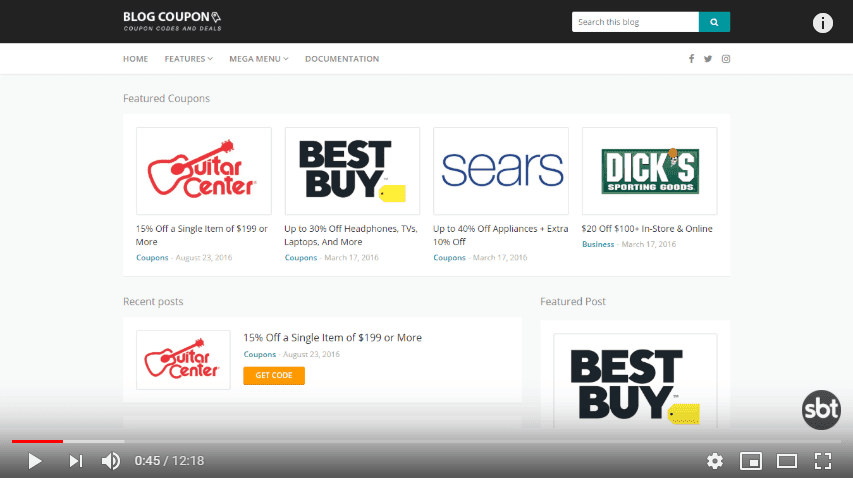 BLOG COUPON
COUPON CODES AND DEALS
Search this blog
i
HOME FEATURES MEGA MENU DOCUMENTATION
Featured Coupons
Guitar Center
BEST BUY
sears
DICK'S SPORTING GOODS
15% Off a Single Item of $199 or More
Coupons - August 23, 2016
Up to 30% Off Headphones, TVs, Laptops, And More
Coupons - March 17, 2016
Up to 40% Off Appliances + Extra 10% Off
Coupons - March 17, 2016
$20 Off $100+ In-Store & Online
Business - March 17, 2016
Recent posts
Guitar Center
15% Off a Single Item of $199 or More
Coupons - August 23, 2016
GET CODE
Featured Post
BEST BUY
sbt
0:45 / 12:18